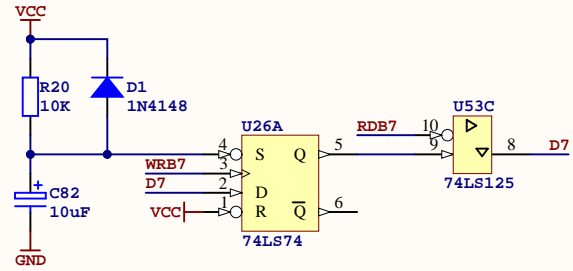 VCC
R20
10K
D1
1N4148
C82
+
10uF
GND
U26A
4
S
Q
5
WRB7
3
D7
2
D
VCC
1
R
Q
6
74LS74
U53C
RDB7
10
9
8
D7
74LS125